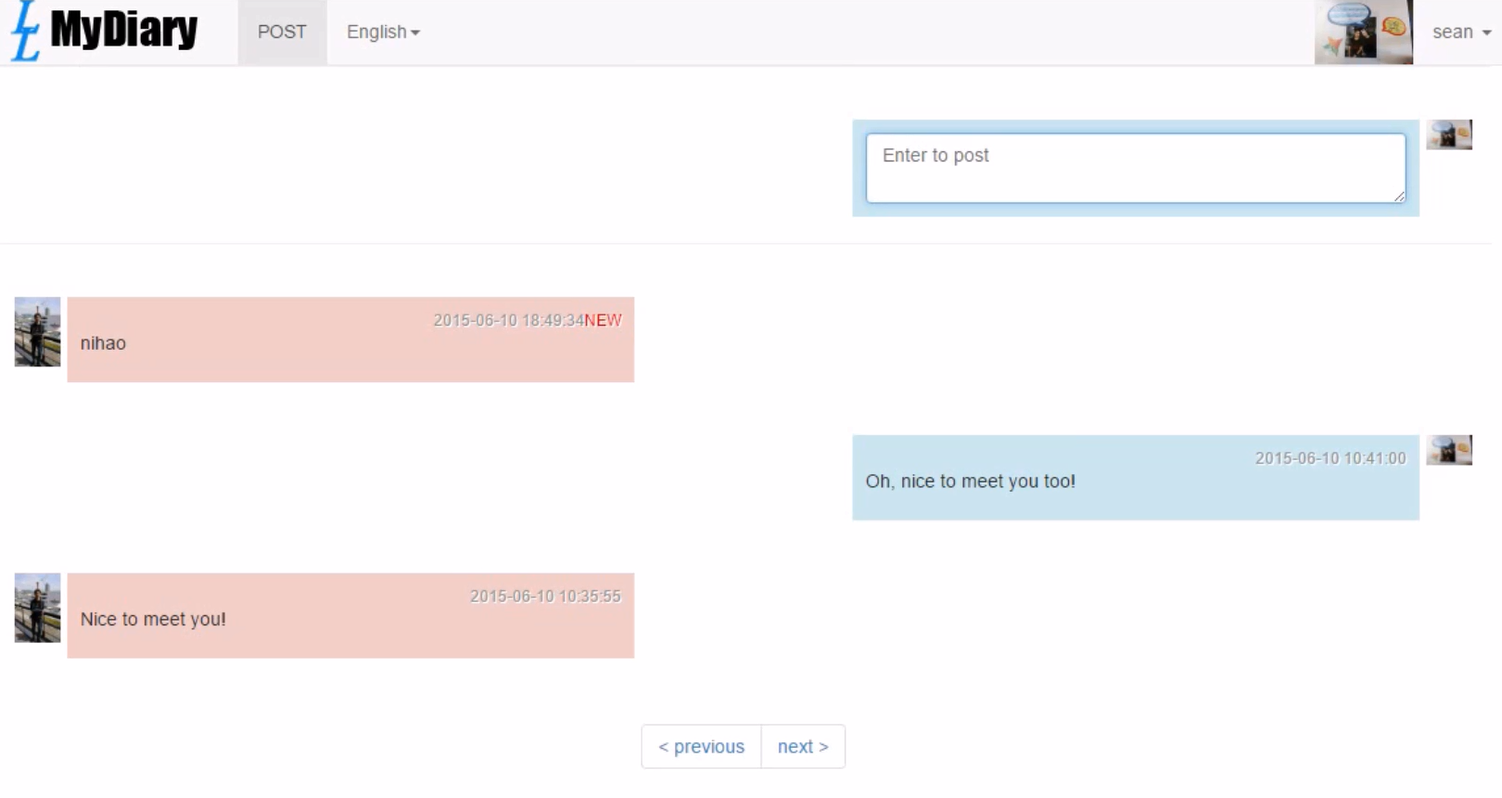 LL MyDiary POST English sean
Enter to post
2015-06-10 18:49:34NEW
nihao
2015-06-10 10:41:00
Oh, nice to meet you too!
2015-06-10 10:35:55
Nice to meet you!
< previous next >